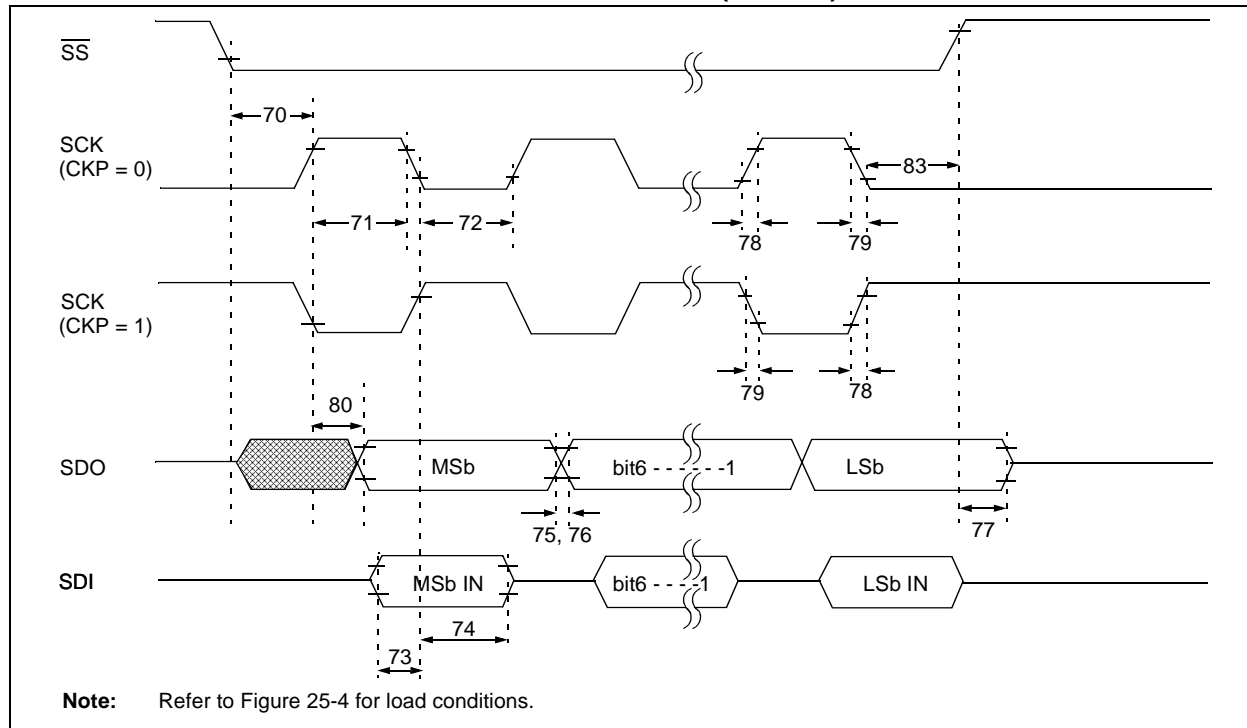 SS
70
SCK
(CKP = 0)
83
71
72
78
79
SCK
(CKP = 1)
79
78
80
SDO
MSb
bit6 - - - - - -1
LSb
75, 76
77
SDI
MSb IN
bit6 - - - -1
LSb IN
74
73
Note: Refer to Figure 25-4 for load conditions.